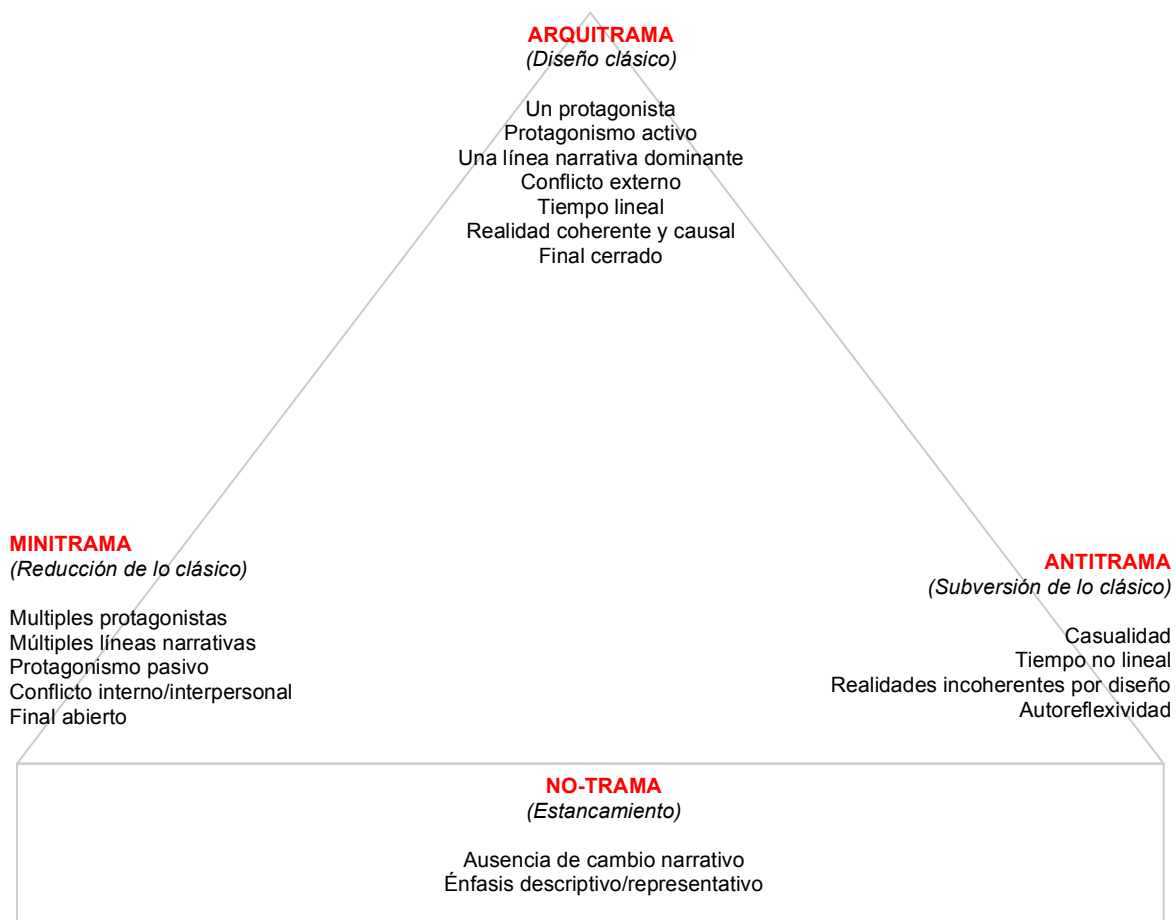 ARQUITRAMA
(Diseño clásico)
Un protagonista
Protagonismo activo
Una línea narrativa dominante
Conflicto externo
Tiempo lineal
Realidad coherente y causal
Final cerrado
MINITRAMA
(Reducción de lo clásico)
Multiples protagonistas
Múltiples líneas narrativas
Protagonismo pasivo
Conflicto interno/interpersonal
Final abierto
ANTITRAMA
(Subversión de lo clásico)
Casualidad
Tiempo no lineal
Realidades incoherentes por diseño
Autoreflexividad
NO-TRAMA
(Estancamiento)
Ausencia de cambio narrativo
Énfasis descriptivo/representativo